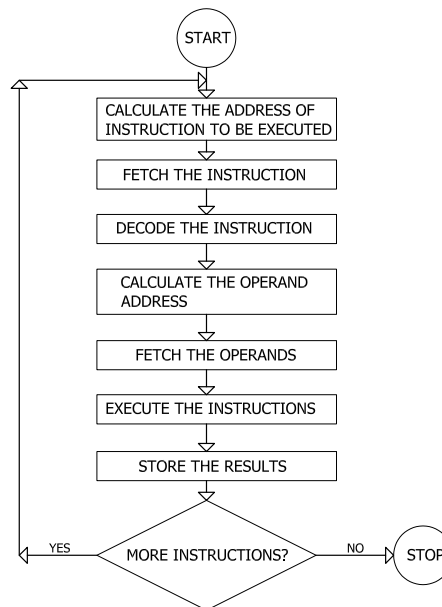 START
CALCULATE THE ADDRESS OF
INSTRUCTION TO BE EXECUTED
FETCH THE INSTRUCTION
DECODE THE INSTRUCTION
CALCULATE THE OPERAND
ADDRESS
FETCH THE OPERANDS
EXECUTE THE INSTRUCTIONS
STORE THE RESULTS
YES
MORE INSTRUCTIONS?
NO
STOP